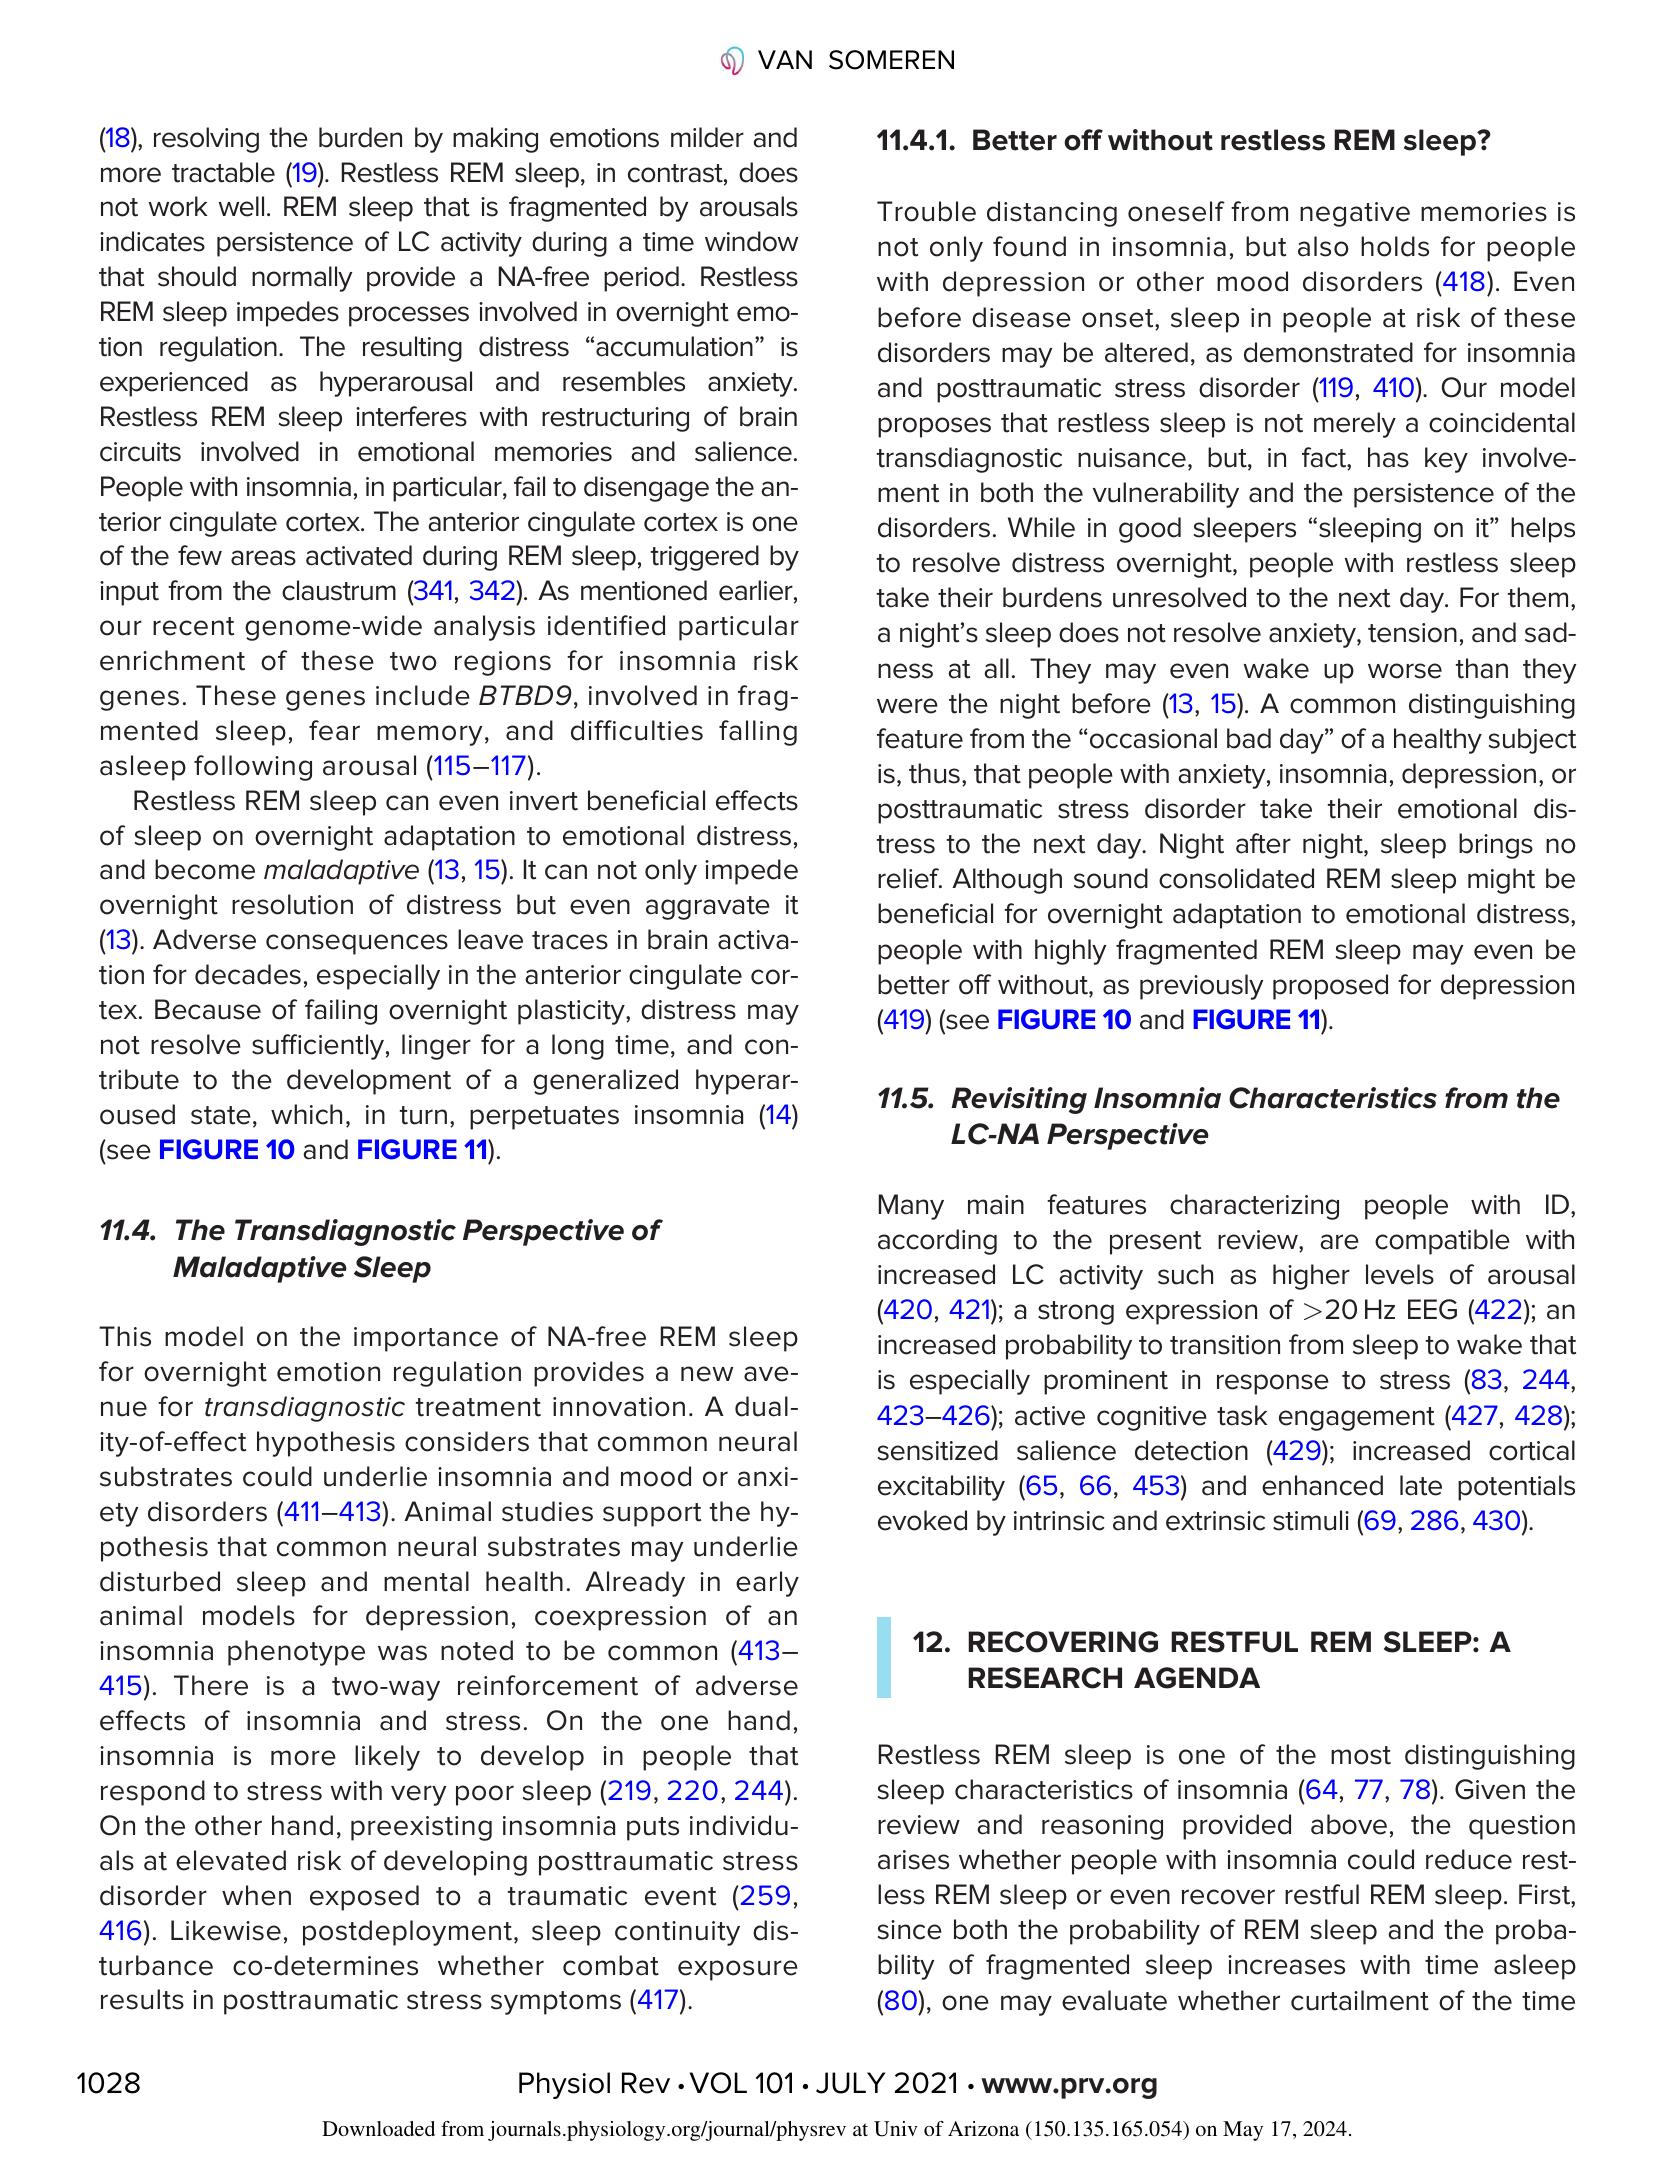 VAN SOMEREN
(18), resolving the burden by making emotions milder and
more tractable (19). Restless REM sleep, in contrast, does
not work well. REM sleep that is fragmented by arousals
indicates persistence of LC activity during a time window
that should normally provide a NA-free period. Restless
REM sleep impedes processes involved in overnight emo-
tion regulation. The resulting distress “accumulation” is
experienced as hyperarousal and resembles anxiety.
Restless REM sleep interferes with restructuring of brain
circuits involved in emotional memories and salience.
People with insomnia, in particular, fail to disengage the an-
terior cingulate cortex. The anterior cingulate cortex is one
of the few areas activated during REM sleep, triggered by
input from the claustrum (341, 342). As mentioned earlier,
our recent genome-wide analysis identified particular
enrichment of these two regions for insomnia risk
genes. These genes include BTBD9, involved in frag-
mented sleep, fear memory, and difficulties falling
asleep following arousal (115–117).
Restless REM sleep can even invert beneficial effects
of sleep on overnight adaptation to emotional distress,
and become maladaptive (13, 15). It can not only impede
overnight resolution of distress but even aggravate it
(13). Adverse consequences leave traces in brain activa-
tion for decades, especially in the anterior cingulate cor-
tex. Because of failing overnight plasticity, distress may
not resolve sufficiently, linger for a long time, and con-
tribute to the development of a generalized hyperar-
oused state, which, in turn, perpetuates insomnia (14)
(see FIGURE 10 and FIGURE 11).
11.4. The Transdiagnostic Perspective of
Maladaptive Sleep
This model on the importance of NA-free REM sleep
for overnight emotion regulation provides a new ave-
nue for transdiagnostic treatment innovation. A dual-
ity-of-effect hypothesis considers that common neural
substrates could underlie insomnia and mood or anxi-
ety disorders (411–413). Animal studies support the hy-
pothesis that common neural substrates may underlie
disturbed sleep and mental health. Already in early
animal models for depression, coexpression of an
insomnia phenotype was noted to be common (413–
415). There is a two-way reinforcement of adverse
effects of insomnia and stress. On the one hand,
insomnia is more likely to develop in people that
respond to stress with very poor sleep (219, 220, 244).
On the other hand, preexisting insomnia puts individu-
als at elevated risk of developing posttraumatic stress
disorder when exposed to a traumatic event (259,
416). Likewise, postdeployment, sleep continuity dis-
turbance co-determines whether combat exposure
results in posttraumatic stress symptoms (417).
11.4.1. Better off without restless REM sleep?
Trouble distancing oneself from negative memories is
not only found in insomnia, but also holds for people
with depression or other mood disorders (418). Even
before disease onset, sleep in people at risk of these
disorders may be altered, as demonstrated for insomnia
and posttraumatic stress disorder (119, 410). Our model
proposes that restless sleep is not merely a coincidental
transdiagnostic nuisance, but, in fact, has key involve-
ment in both the vulnerability and the persistence of the
disorders. While in good sleepers “sleeping on it” helps
to resolve distress overnight, people with restless sleep
take their burdens unresolved to the next day. For them,
a night’s sleep does not resolve anxiety, tension, and sad-
ness at all. They may even wake up worse than they
were the night before (13, 15). A common distinguishing
feature from the “occasional bad day” of a healthy subject
is, thus, that people with anxiety, insomnia, depression, or
posttraumatic stress disorder take their emotional dis-
tress to the next day. Night after night, sleep brings no
relief. Although sound consolidated REM sleep might be
beneficial for overnight adaptation to emotional distress,
people with highly fragmented REM sleep may even be
better off without, as previously proposed for depression
(419) (see FIGURE 10 and FIGURE 11).
11.5. Revisiting Insomnia Characteristics from the
LC-NA Perspective
Many main features characterizing people with ID,
according to the present review, are compatible with
increased LC activity such as higher levels of arousal
(420, 421); a strong expression of >20 Hz EEG (422); an
increased probability to transition from sleep to wake that
is especially prominent in response to stress (83, 244,
423–426); active cognitive task engagement (427, 428);
sensitized salience detection (429); increased cortical
excitability (65, 66, 453) and enhanced late potentials
evoked by intrinsic and extrinsic stimuli (69, 286, 430).
12. RECOVERING RESTFUL REM SLEEP: A
RESEARCH AGENDA
Restless REM sleep is one of the most distinguishing
sleep characteristics of insomnia (64, 77, 78). Given the
review and reasoning provided above, the question
arises whether people with insomnia could reduce rest-
less REM sleep or even recover restful REM sleep. First,
since both the probability of REM sleep and the proba-
bility of fragmented sleep increases with time asleep
(80), one may evaluate whether curtailment of the time
1028
Physiol Rev • VOL 101 • JULY 2021 • www.prv.org
Downloaded from journals.physiology.org/journal/physrev at Univ of Arizona (150.135.165.054) on May 17, 2024.